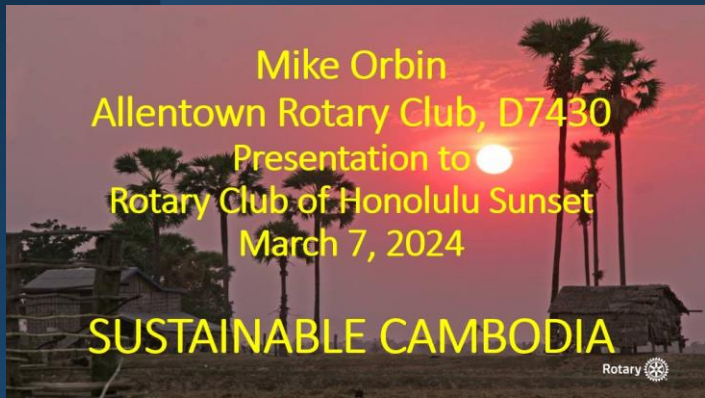 Mike Orbin
Allentown Rotary Club, D7430
Presentation to
Rotary Club of Honolulu Sunset
March 7, 2024
SUSTAINABLE CAMBODIA
Rotary